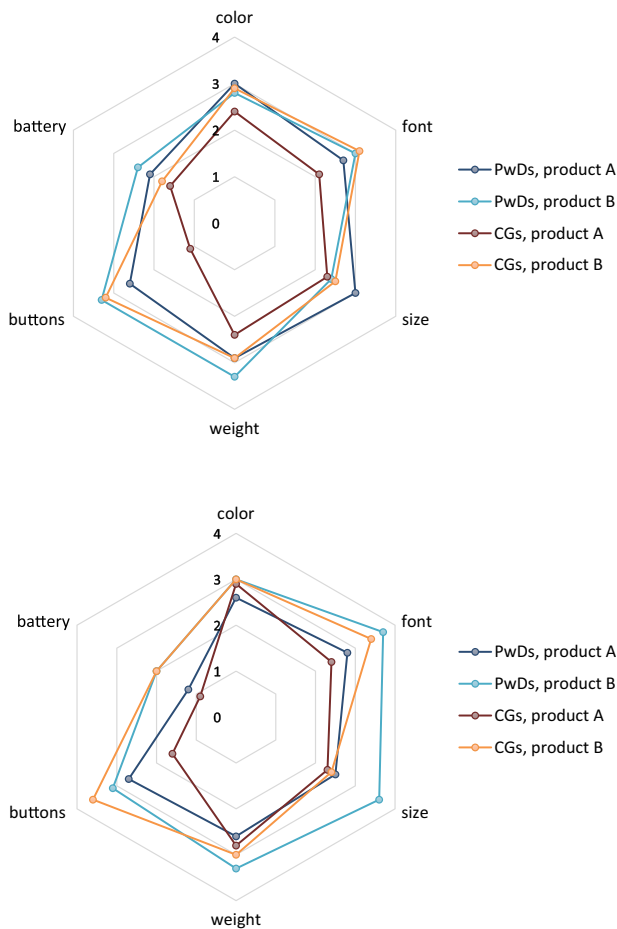 color
4
3
battery
font
2
PwDs, product A
1
PwDs, product B
0
CGs, product A
CGs, product B
buttons
size
weight
color
4
3
battery
font
2
PwDs, product A
1
PwDs, product B
0
CGs, product A
CGs, product B
buttons
size
weight